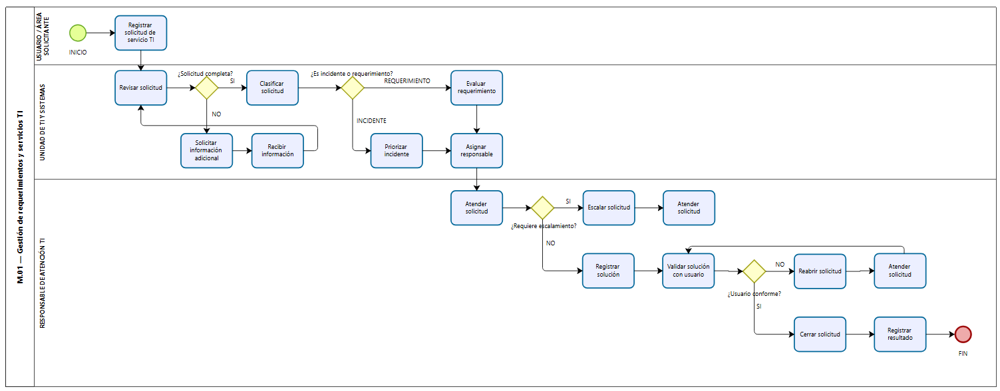 M.01 — Gestión de requerimientos y servicios TI
USUARIO / ÁREA
SOLICITANTE
INICIO
Registrar
solicitud de
servicio TI
UNIDAD DE TI Y SISTEMAS
Revisar solicitud
¿Solicitud completa?
SI
NO
Clasificar
solicitud
¿Es incidente o requerimiento?
REQUERIMIENTO
INCIDENTE
Evaluar
requerimiento
Solicitar
información
adicional
Recibir
información
Priorizar
incidente
Asignar
responsable
RESPONSABLE DE ATENCIÓN TI
Atender
solicitud
¿Requiere escalamiento?
SI
NO
Escalar solicitud
Atender
solicitud
Registrar
solución
Validar solución
con usuario
¿Usuario conforme?
NO
SI
Reabrir solicitud
Atender
solicitud
Cerrar solicitud
Registrar
resultado
FIN